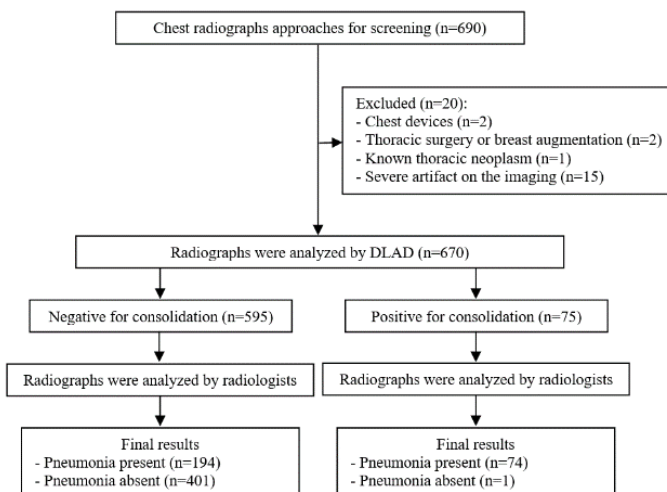 Chest radiographs approaches for screening (n=690)
Excluded (n=20):
- Chest devices (n=2)
- Thoracic surgery or breast augmentation (n=2)
- Known thoracic neoplasm (n=1)
- Severe artifact on the imaging (n=15)
Radiographs were analyzed by DLAD (n=670)
Negative for consolidation (n=595)
Positive for consolidation (n=75)
Radiographs were analyzed by radiologists
Radiographs were analyzed by radiologists
Final results
- Pneumonia present (n=194)
- Pneumonia absent (n=401)
Final results
- Pneumonia present (n=74)
- Pneumonia absent (n=1)